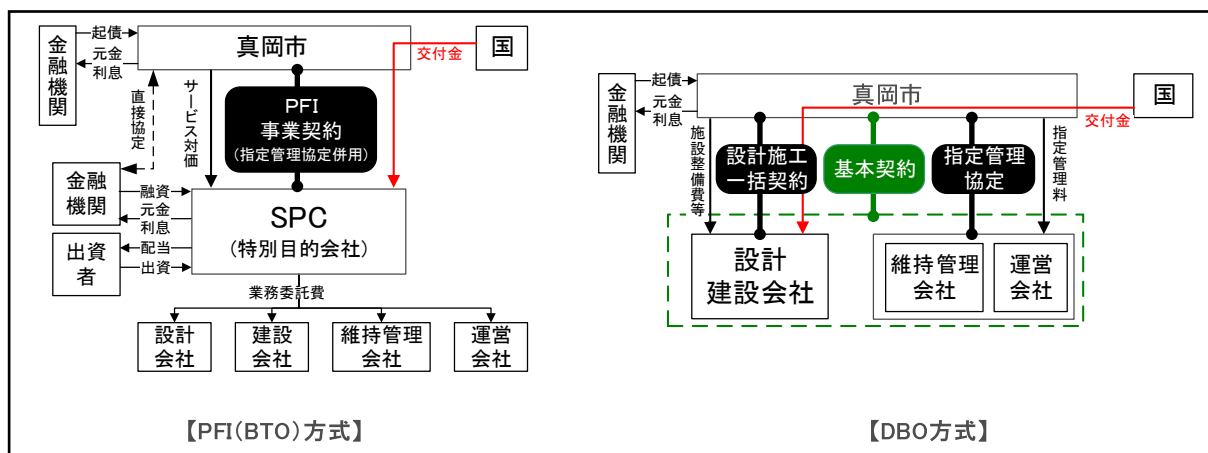 金融機関
起債
元金
利息
真岡市
交付金
国
直接協定
サービス対価
PFI
事業契約
(指定管理協定併用)
金融
機関
融資
元金
利息
SPC
(特別目的会社)
出資
者
配当
出資
業務委託費
設計
会社
建設
会社
維持管理
会社
運営
会社
【PFI(BTO)方式】
金融機関
起債
元金
利息
真岡市
国
交付金
施設整備費等
設計施工
一括契約
基本契約
指定管理
協定
指定管理料
設計
建設会社
維持管理
会社
運営
会社
【DBO方式】